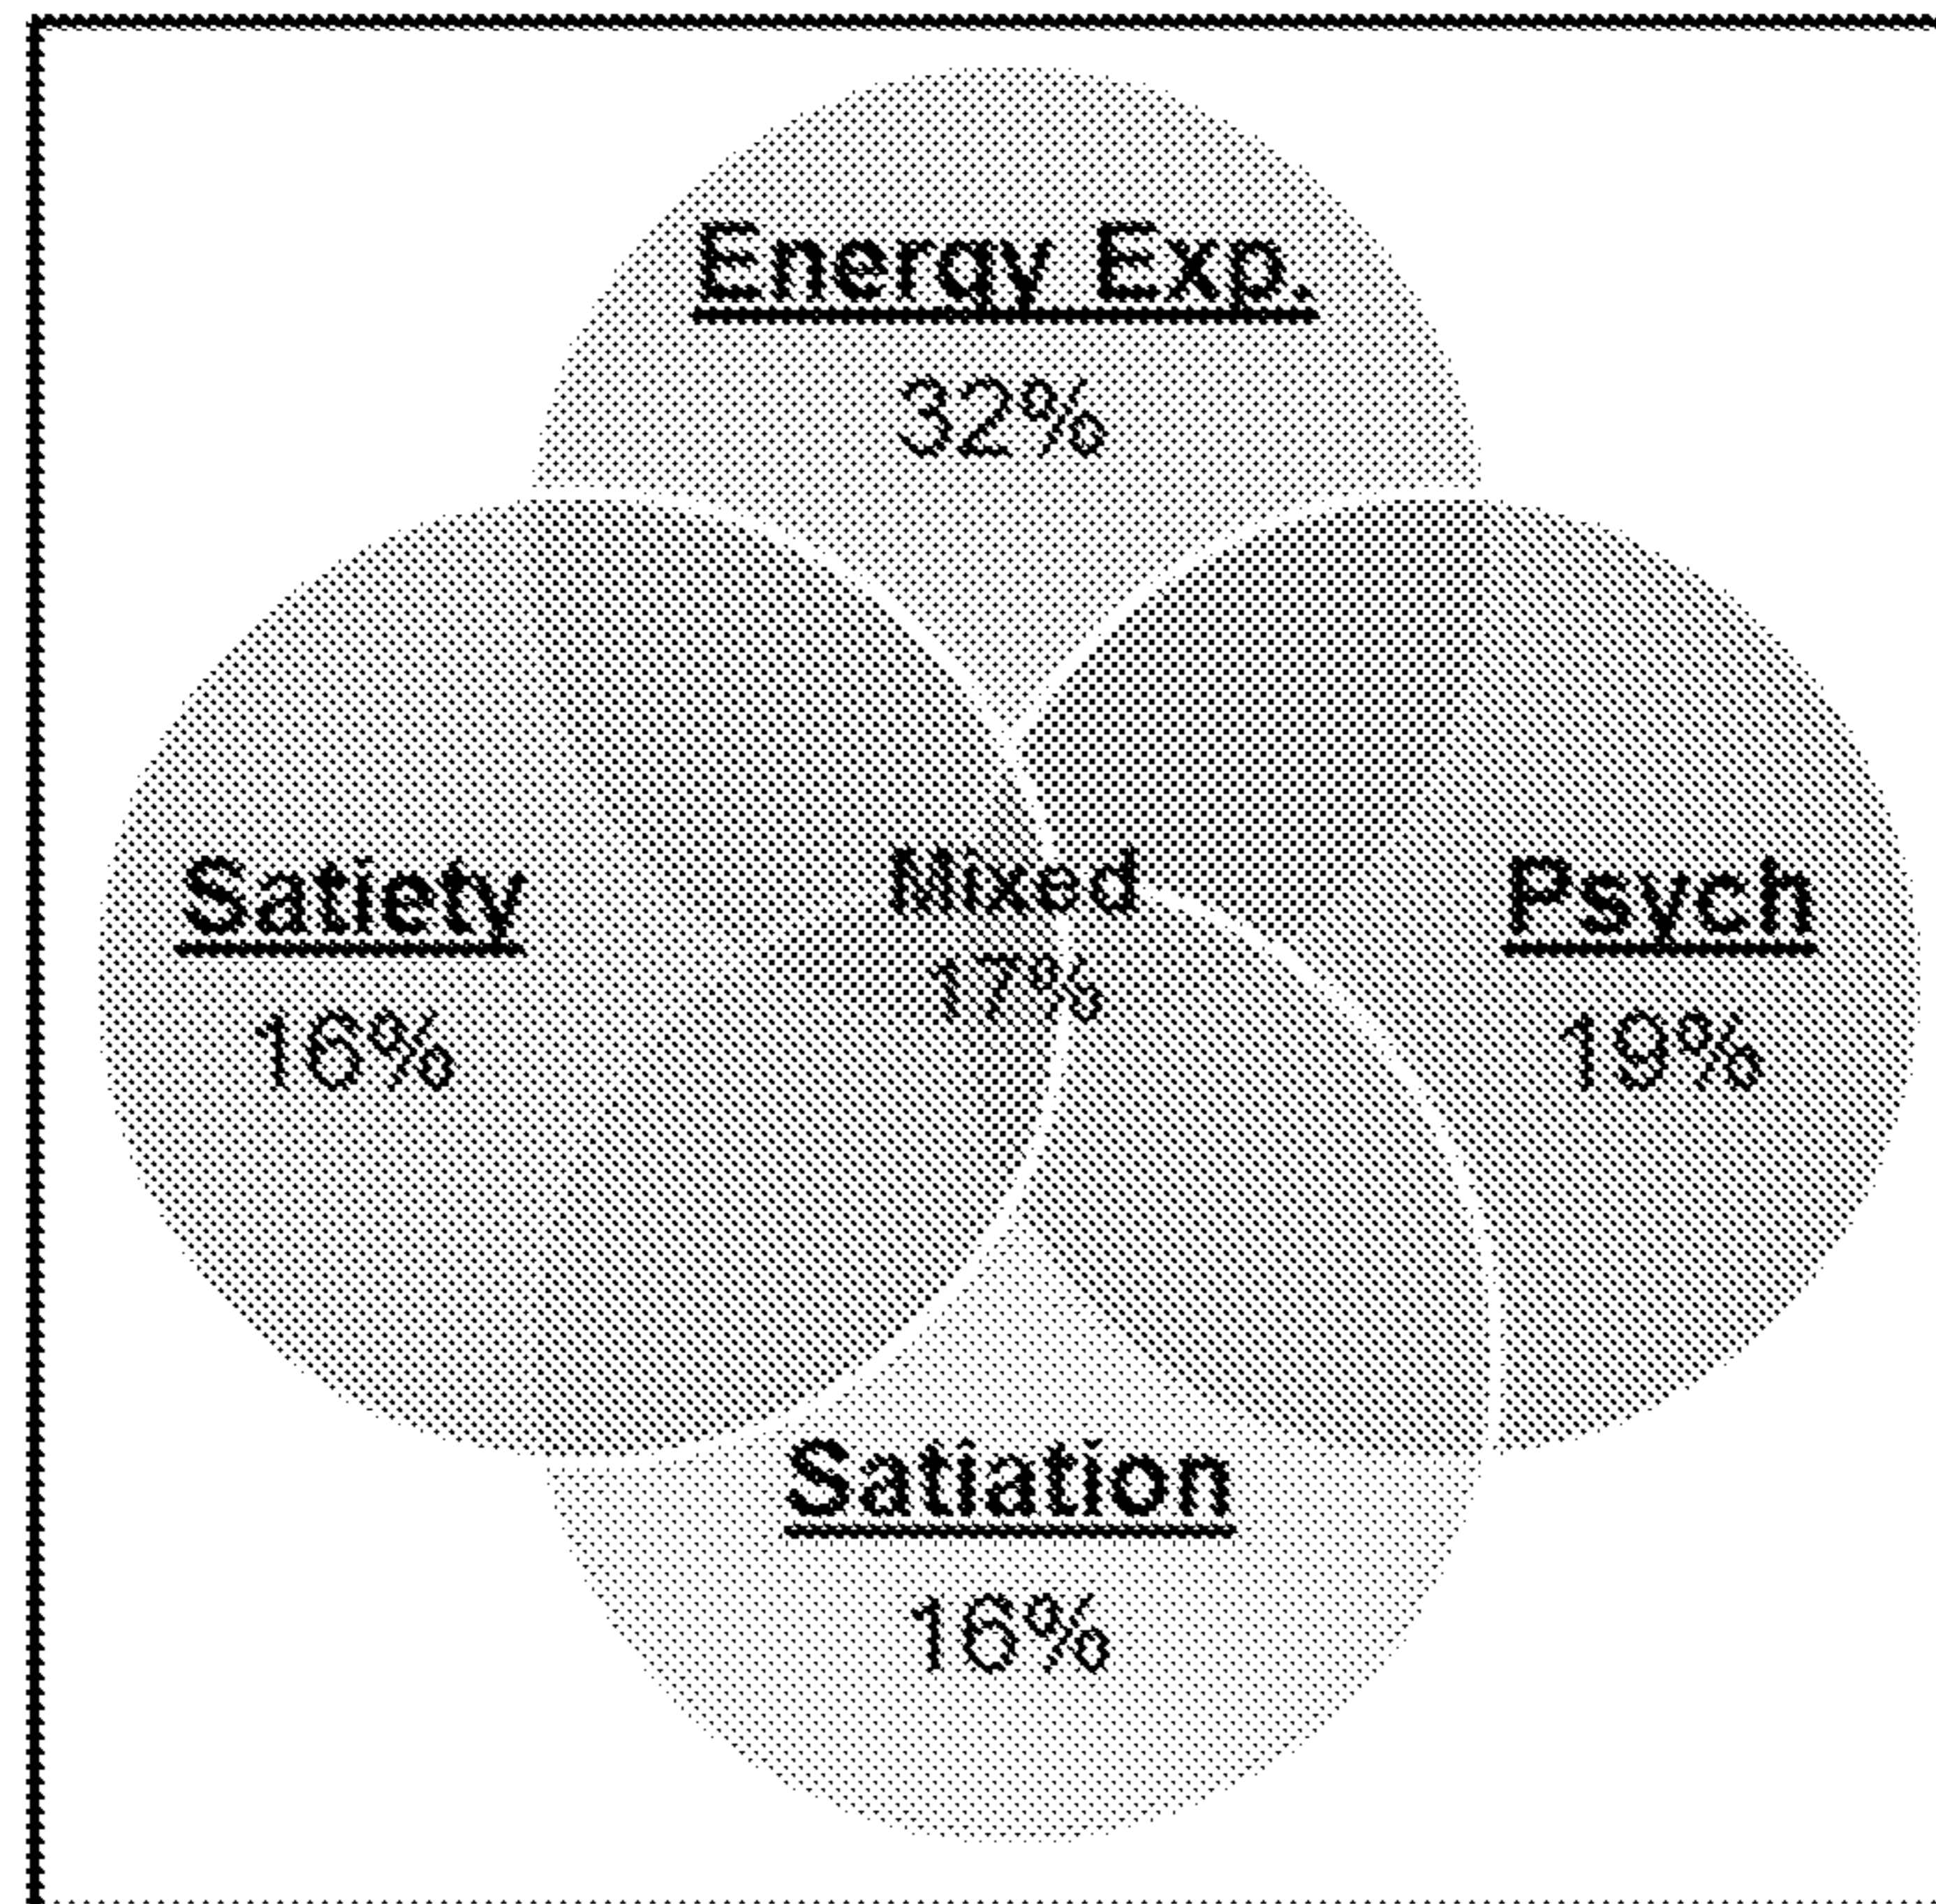 Energy Exp.
32%
Satiety
16%
Mixed
17%
Psych
19%
Satiation
16%